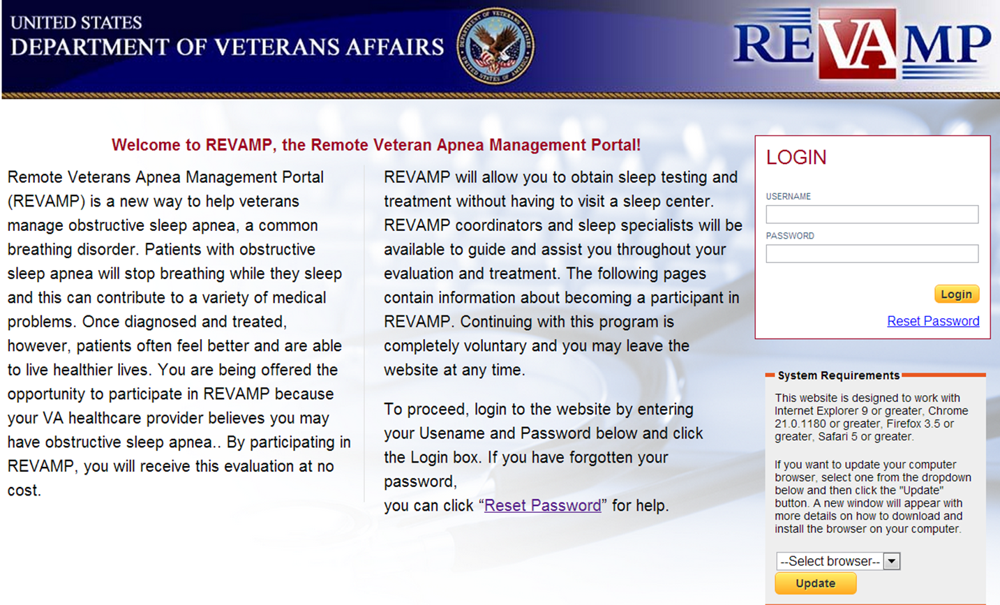 UNITED STATES
DEPARTMENT OF VETERANS AFFAIRS
DEPARTMENT OF VETERANS AFFAIRS
UNITED STATES OF AMERICA
REVAMP
Welcome to REVAMP, the Remote Veteran Apnea Management Portal!
Remote Veterans Apnea Management Portal
(REVAMP) is a new way to help veterans
manage obstructive sleep apnea, a common
breathing disorder. Patients with obstructive
sleep apnea will stop breathing while they sleep
and this can contribute to a variety of medical
problems. Once diagnosed and treated,
however, patients often feel better and are able
to live healthier lives. You are being offered the
opportunity to participate in REVAMP because
your VA healthcare provider believes you may
have obstructive sleep apnea.. By participating in
REVAMP, you will receive this evaluation at no
cost.
REVAMP will allow you to obtain sleep testing and
treatment without having to visit a sleep center.
REVAMP coordinators and sleep specialists will be
available to guide and assist you throughout your
evaluation and treatment. The following pages
contain information about becoming a participant in
REVAMP. Continuing with this program is
completely voluntary and you may leave the
website at any time.
To proceed, login to the website by entering
your Usename and Password below and click
the Login box. If you have forgotten your
password,
you can click “Reset Password” for help.
LOGIN
USERNAME
PASSWORD
Login
Reset Password
System Requirements
This website is designed to work with
Internet Explorer 9 or greater, Chrome
21.0.1180 or greater, Firefox 3.5 or
greater, Safari 5 or greater.
If you want to update your computer
browser, select one from the dropdown
below and then click the "Update"
button. A new window will appear with
more details on how to download and
install the browser on your computer.
--Select browser--
Update